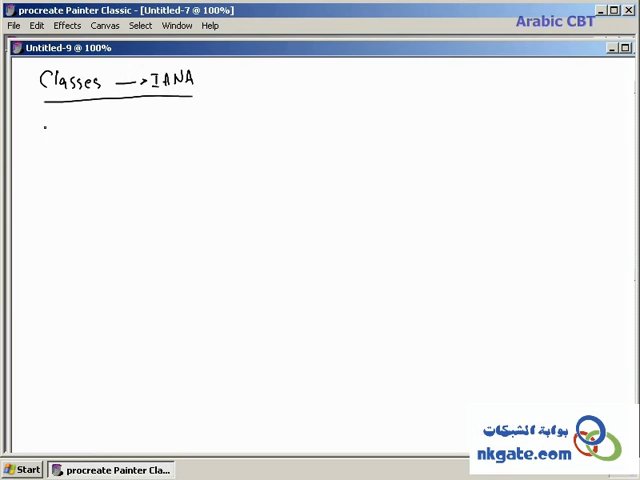 procreate Painter Classic - [Untitled-7 @ 100%]
Arabic CBT
File Edit Effects Canvas Select Window Help
Untitled-9 @ 100%
Classes → IANA
بوابة الشبكات
nkgate.com
Start procreate Painter Cla...